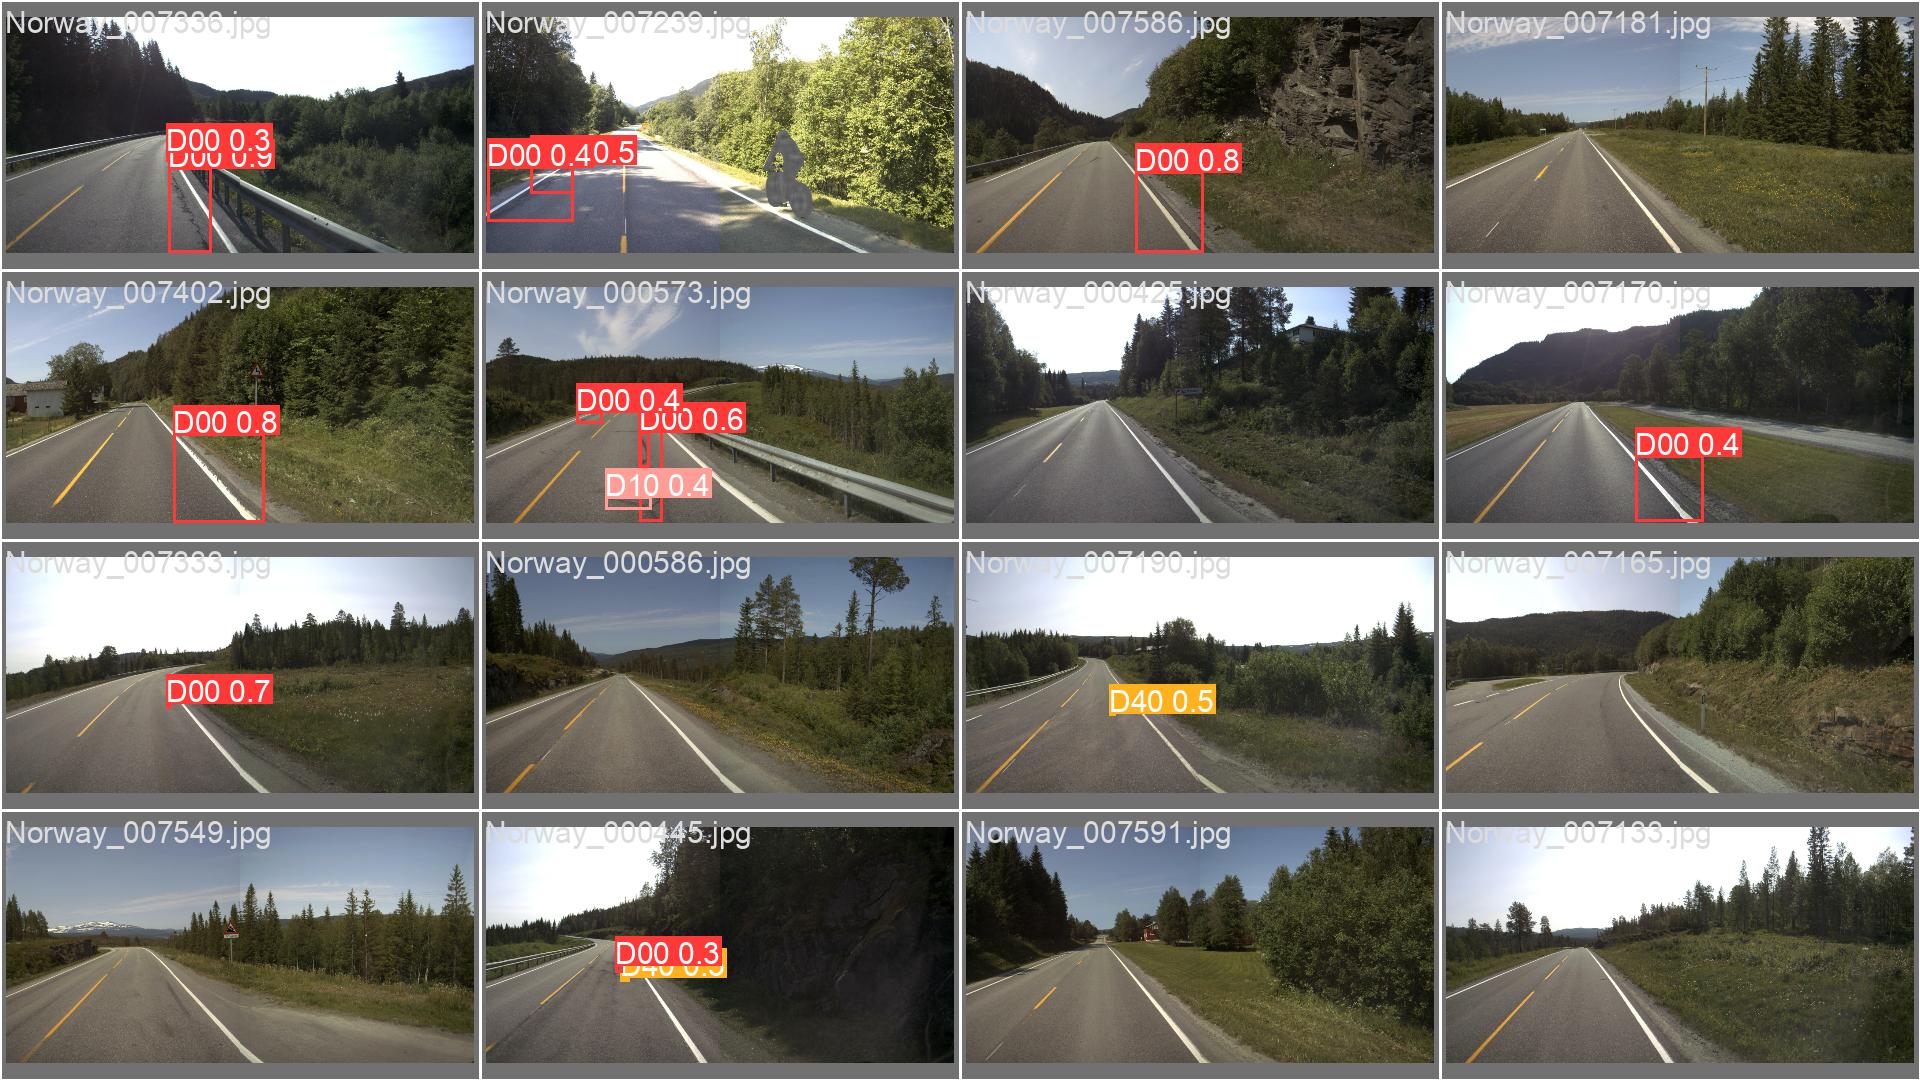 Norway_007336.jpg
D00 0.3
D00 0.9
Norway_007239.jpg
D00 0.4
0.5
Norway_007586.jpg
D00 0.8
Norway_007181.jpg
Norway_007402.jpg
D00 0.8
Norway_000573.jpg
D00 0.4
D00 0.6
D10 0.4
Norway_000425.jpg
Norway_007170.jpg
D00 0.4
Norway_007333.jpg
D00 0.7
Norway_000586.jpg
Norway_007190.jpg
D40 0.5
Norway_007165.jpg
Norway_007549.jpg
Norway_000445.jpg
D00 0.3
D40
Norway_007591.jpg
Norway_007133.jpg